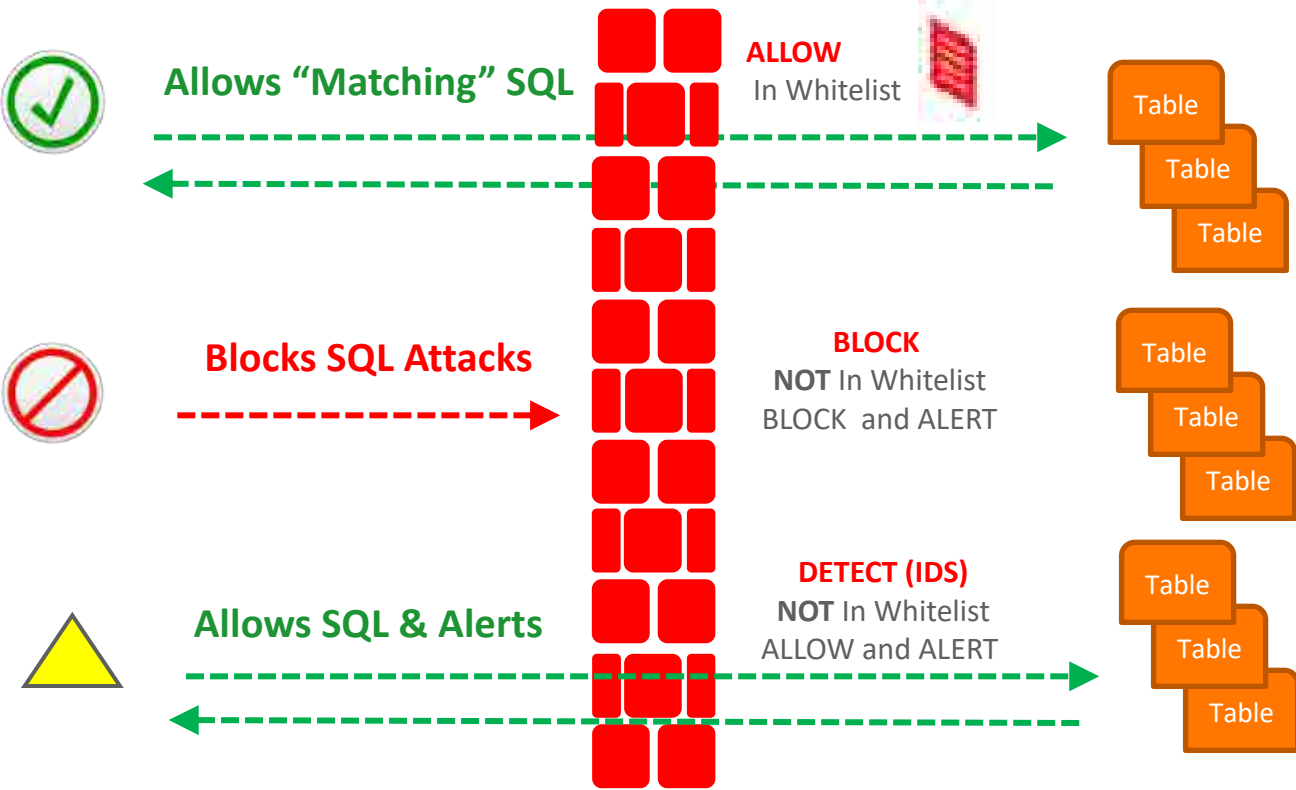 Allows “Matching” SQL
ALLOW
In Whitelist
Table
Table
Table
Blocks SQL Attacks
BLOCK
NOT In Whitelist
BLOCK and ALERT
Table
Table
Table
Allows SQL & Alerts
DETECT (IDS)
NOT In Whitelist
ALLOW and ALERT
Table
Table
Table